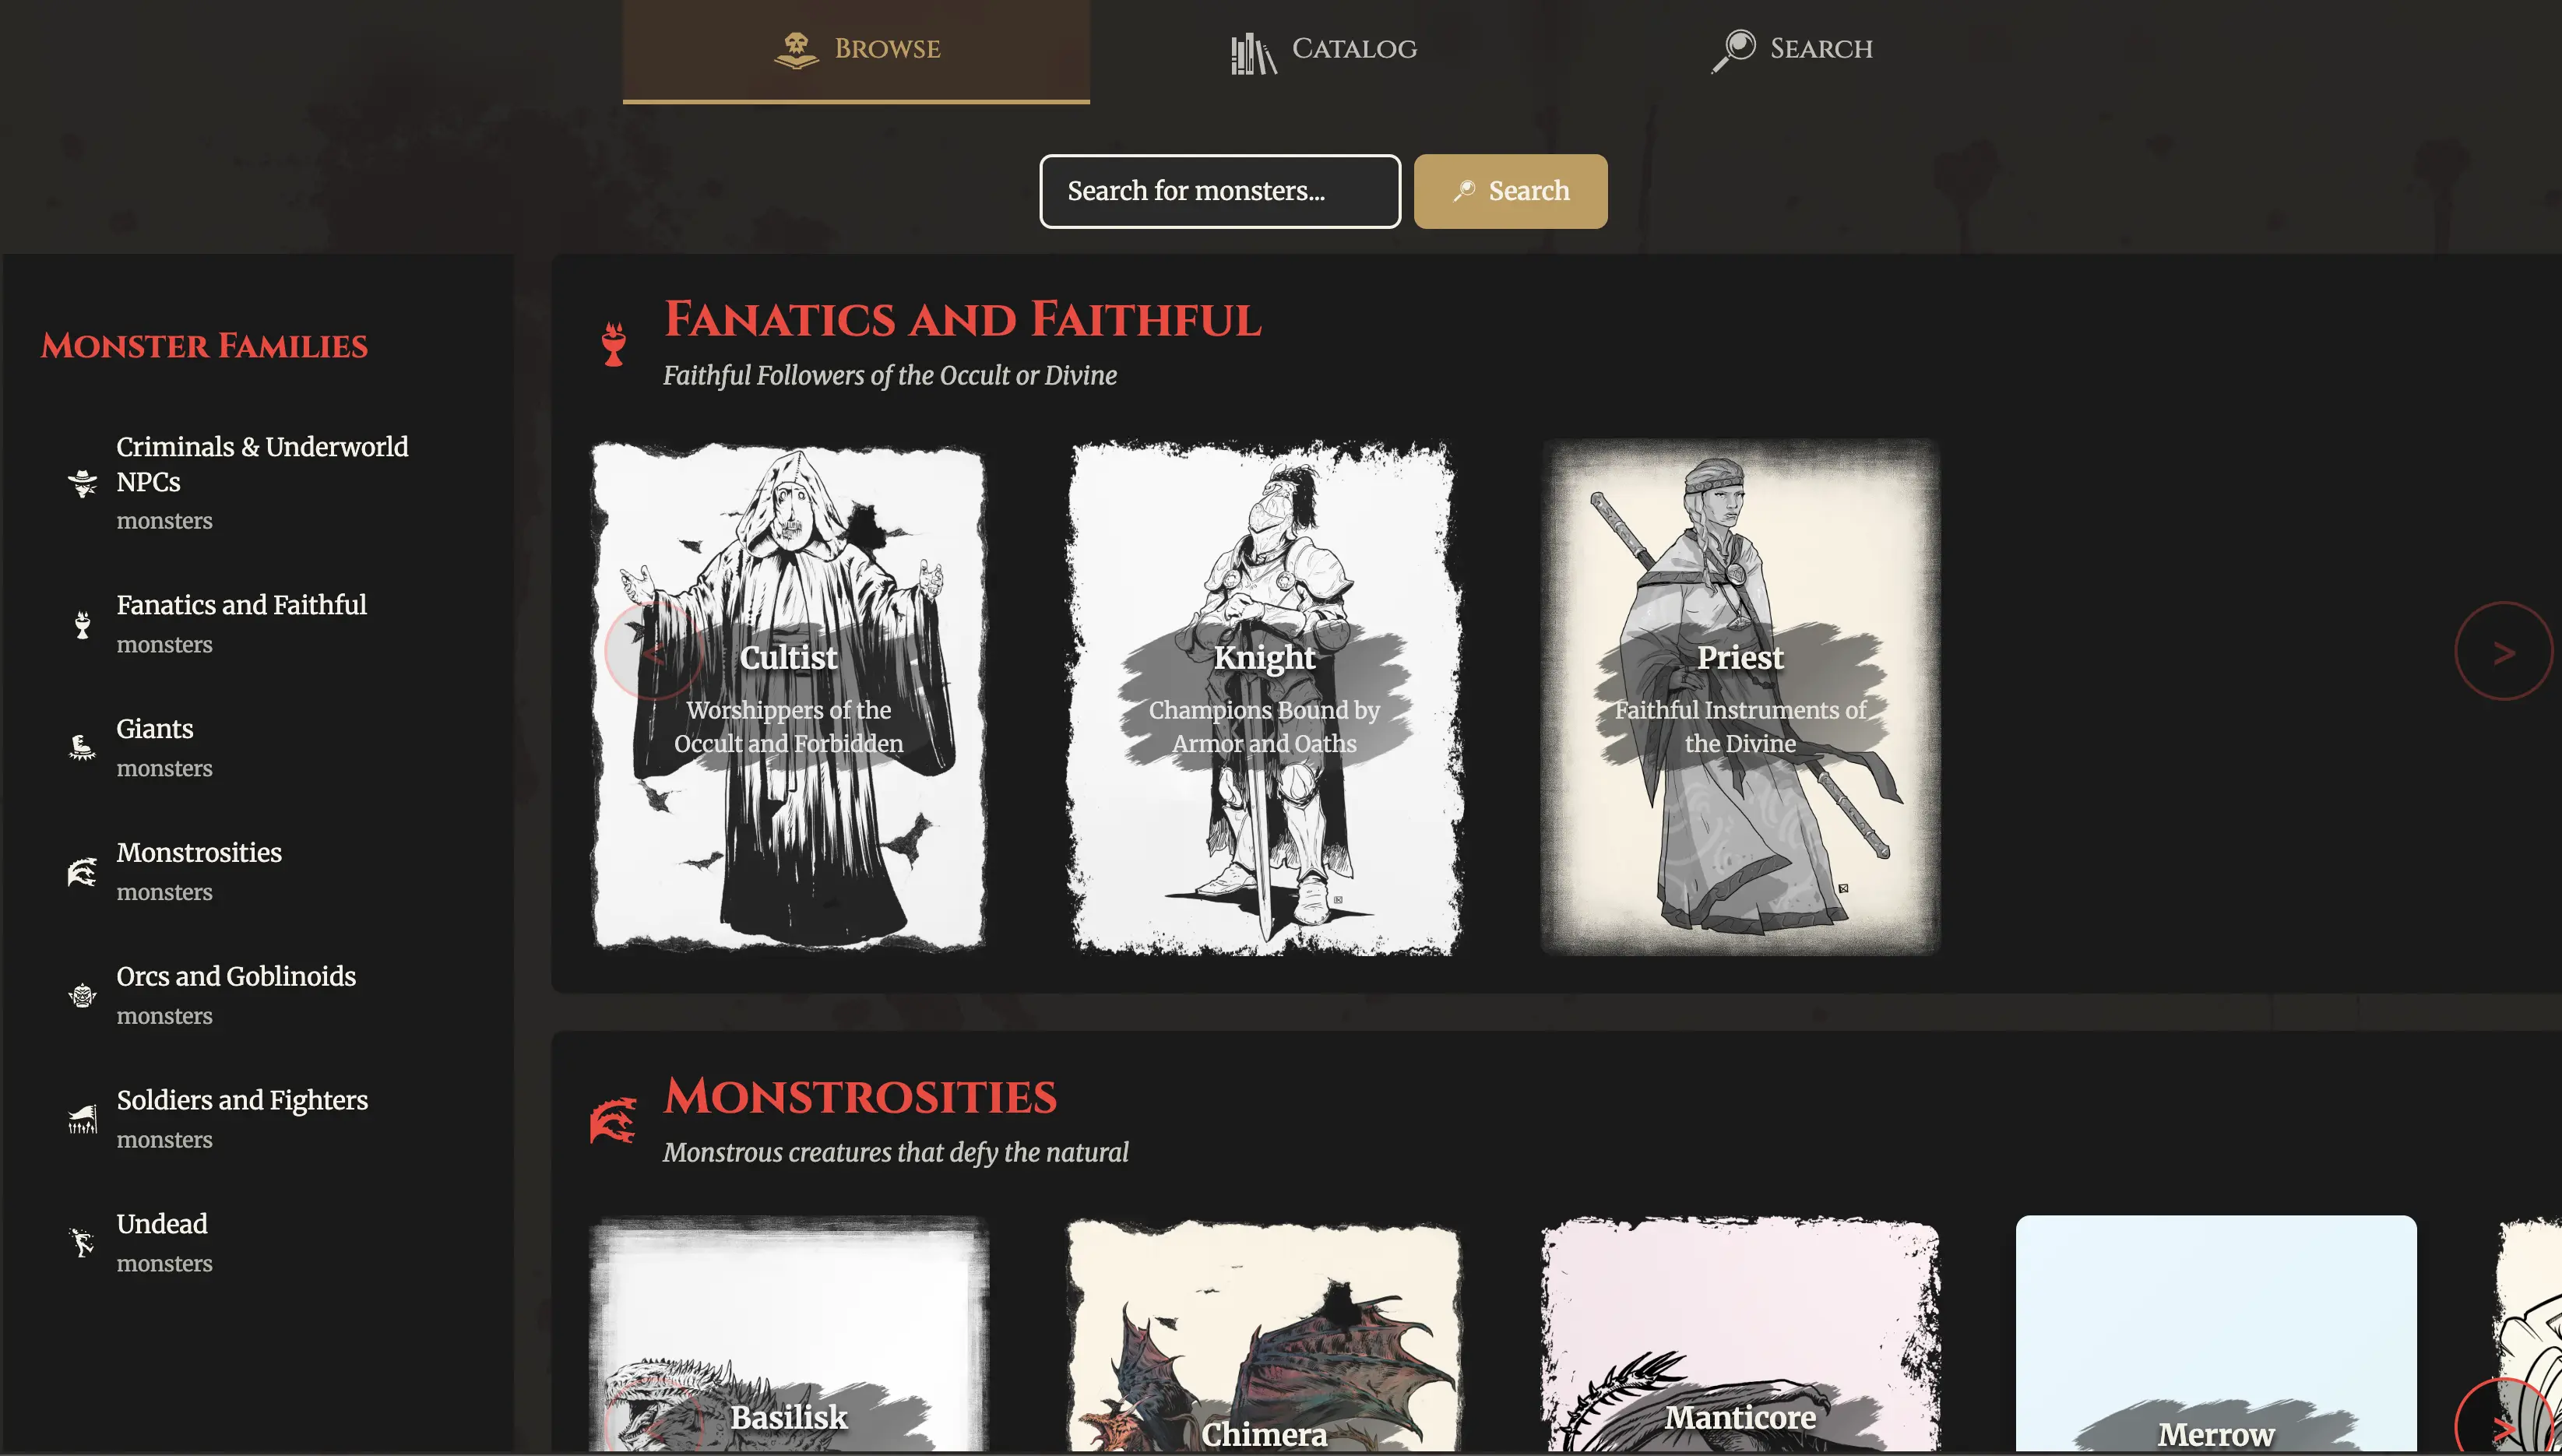 Browse
Catalog
Search
Search for monsters...
Search
Monster Families
Criminals & Underworld
NPCs
monsters
Fanatics and Faithful
monsters
Giants
monsters
Monstrosities
monsters
Orcs and Goblinoids
monsters
Soldiers and Fighters
monsters
Undead
monsters
Fanatics and Faithful
Faithful Followers of the Occult or Divine
<
Cultist
Worshippers of the
Occult and Forbidden
Knight
Champions Bound by
Armor and Oaths
Priest
Faithful Instruments of
the Divine
>
Monstrosities
Monstrous creatures that defy the natural
Basilisk
Chimera
Manticore
Merrow
>